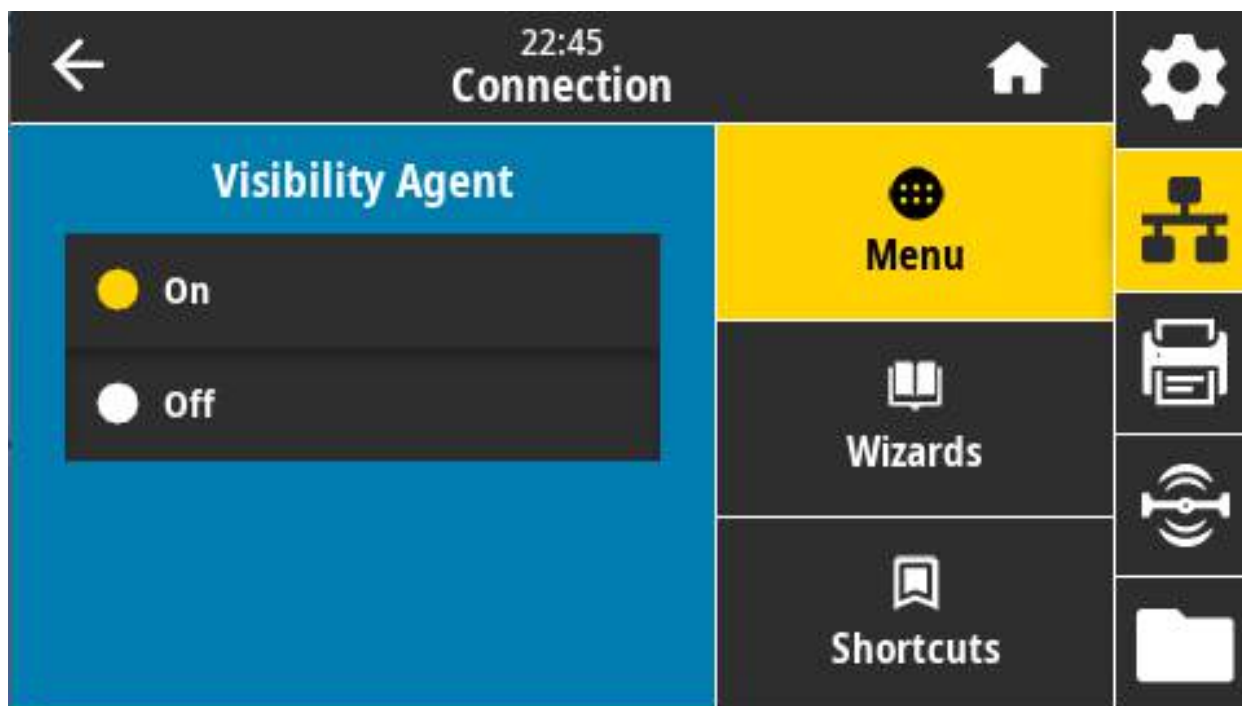 22:45
Connection
Visibility Agent
On
Off
Menu
Wizards
Shortcuts